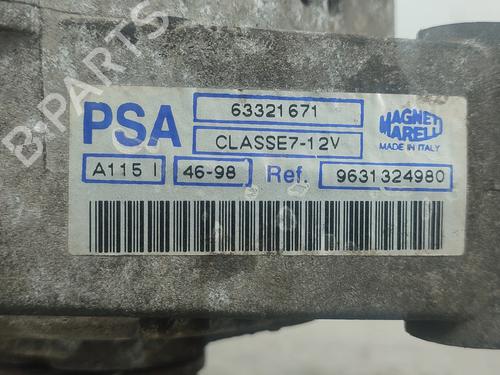 B-PARTS
PSA
63321671
MAGNETI
MARELLI
MADE IN ITALY
CLASSE7-12V
A115 I
46-98
Ref.
9631324980